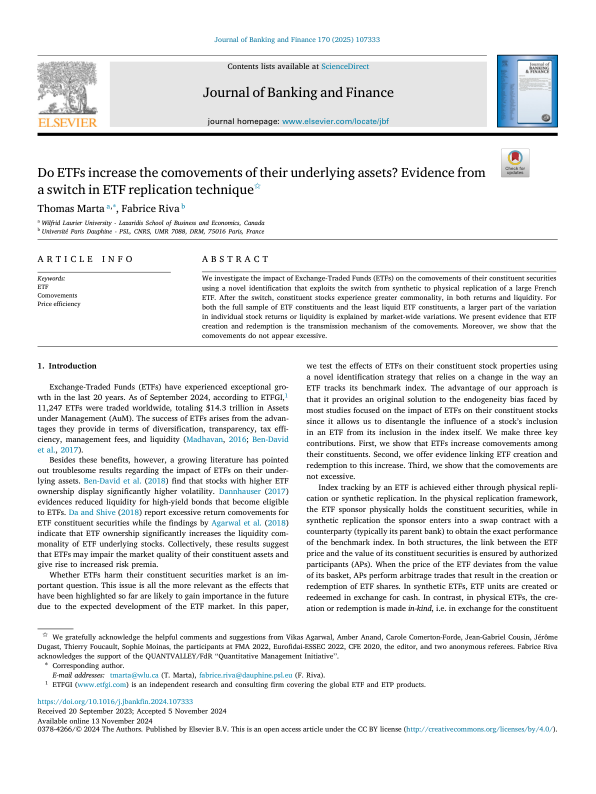 Journal of Banking and Finance 170 (2025) 107333
Contents lists available at ScienceDirect
Journal of Banking and Finance
journal homepage: www.elsevier.com/locate/jbf
ELSEVIER
Journal of
BANKING
& FINANCE
Check for
updates
Do ETFs increase the comovements of their underlying assets? Evidence from
a switch in ETF replication technique☆
Thomas Marta a,*, Fabrice Riva b
a Wilfrid Laurier University - Lazaridis School of Business and Economics, Canada
b Université Paris Dauphine - PSL, CNRS, UMR 7088, DRM, 75016 Paris, France
ARTICLE INFO
Keywords:
ETF
Comovements
Price efficiency
ABSTRACT
We investigate the impact of Exchange-Traded Funds (ETFs) on the comovements of their constituent securities
using a novel identification that exploits the switch from synthetic to physical replication of a large French
ETF. After the switch, constituent stocks experience greater commonality, in both returns and liquidity. For
both the full sample of ETF constituents and the least liquid ETF constituents, a larger part of the variation
in individual stock returns or liquidity is explained by market-wide variations. We present evidence that ETF
creation and redemption is the transmission mechanism of the comovements. Moreover, we show that the
comovements do not appear excessive.
1. Introduction
Exchange-Traded Funds (ETFs) have experienced exceptional gro-
wth in the last 20 years. As of September 2024, according to ETFGI,1
11,247 ETFs were traded worldwide, totaling $14.3 trillion in Assets
under Management (AuM). The success of ETFs arises from the advan-
tages they provide in terms of diversification, transparency, tax effi-
ciency, management fees, and liquidity (Madhavan, 2016; Ben-David
et al., 2017).
Besides these benefits, however, a growing literature has pointed
out troublesome results regarding the impact of ETFs on their under-
lying assets. Ben-David et al. (2018) find that stocks with higher ETF
ownership display significantly higher volatility. Dannhauser (2017)
evidences reduced liquidity for high-yield bonds that become eligible
to ETFs. Da and Shive (2018) report excessive return comovements for
ETF constituent securities while the findings by Agarwal et al. (2018)
indicate that ETF ownership significantly increases the liquidity com-
monality of ETF underlying stocks. Collectively, these results suggest
that ETFs may impair the market quality of their constituent assets and
give rise to increased risk premia.
Whether ETFs harm their constituent securities market is an im-
portant question. This issue is all the more relevant as the effects that
have been highlighted so far are likely to gain importance in the future
due to the expected development of the ETF market. In this paper,
we test the effects of ETFs on their constituent stock properties using
a novel identification strategy that relies on a change in the way an
ETF tracks its benchmark index. The advantage of our approach is
that it provides an original solution to the endogeneity bias faced by
most studies focused on the impact of ETFs on their constituent stocks
since it allows us to disentangle the influence of a stock's inclusion
in an ETF from its inclusion in the index itself. We make three key
contributions. First, we show that ETFs increase comovements among
their constituents. Second, we offer evidence linking ETF creation and
redemption to this increase. Third, we show that the comovements are
not excessive.
Index tracking by an ETF is achieved either through physical repli-
cation or synthetic replication. In the physical replication framework,
the ETF sponsor physically holds the constituent securities, while in
synthetic replication the sponsor enters into a swap contract with a
counterparty (typically its parent bank) to obtain the exact performance
of the benchmark index. In both structures, the link between the ETF
price and the value of its constituent securities is ensured by authorized
participants (APs). When the price of the ETF deviates from the value
of its basket, APs perform arbitrage trades that result in the creation or
redemption of ETF shares. In synthetic ETFs, ETF units are created or
redeemed in exchange for cash. In contrast, in physical ETFs, the cre-
ation or redemption is made in-kind, i.e. in exchange for the constituent
☆ We gratefully acknowledge the helpful comments and suggestions from Vikas Agarwal, Amber Anand, Carole Comerton-Forde, Jean-Gabriel Cousin, Jérôme
Dugast, Thierry Foucault, Sophie Moinas, the participants at FMA 2022, Eurofidai-ESSEC 2022, CFE 2020, the editor, and two anonymous referees. Fabrice Riva
acknowledges the support of the QUANTVALLEY/FdR "Quantitative Management Initiative".
* Corresponding author.
E-mail addresses: tmarta@wlu.ca (T. Marta), fabrice.riva@dauphine.psl.eu (F. Riva).
1 ETFGI (www.etfgi.com) is an independent research and consulting firm covering the global ETF and ETP products.
https://doi.org/10.1016/j.jbankfin.2024.107333
Received 20 September 2023; Accepted 5 November 2024
Available online 13 November 2024
0378-4266/© 2024 The Authors. Published by Elsevier B.V. This is an open access article under the CC BY license (http://creativecommons.org/licenses/by/4.0/).